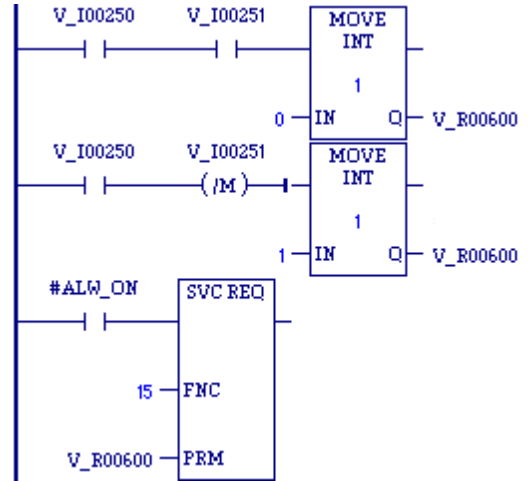 V_I00250 V_I00251 MOVE
INT
1
0 IN Q V_R00600
V_I00250 V_I00251 MOVE
(/M) INT
1
1 IN Q V_R00600
#ALW_ON SVC REQ
15 FNC
V_R00600 PRM